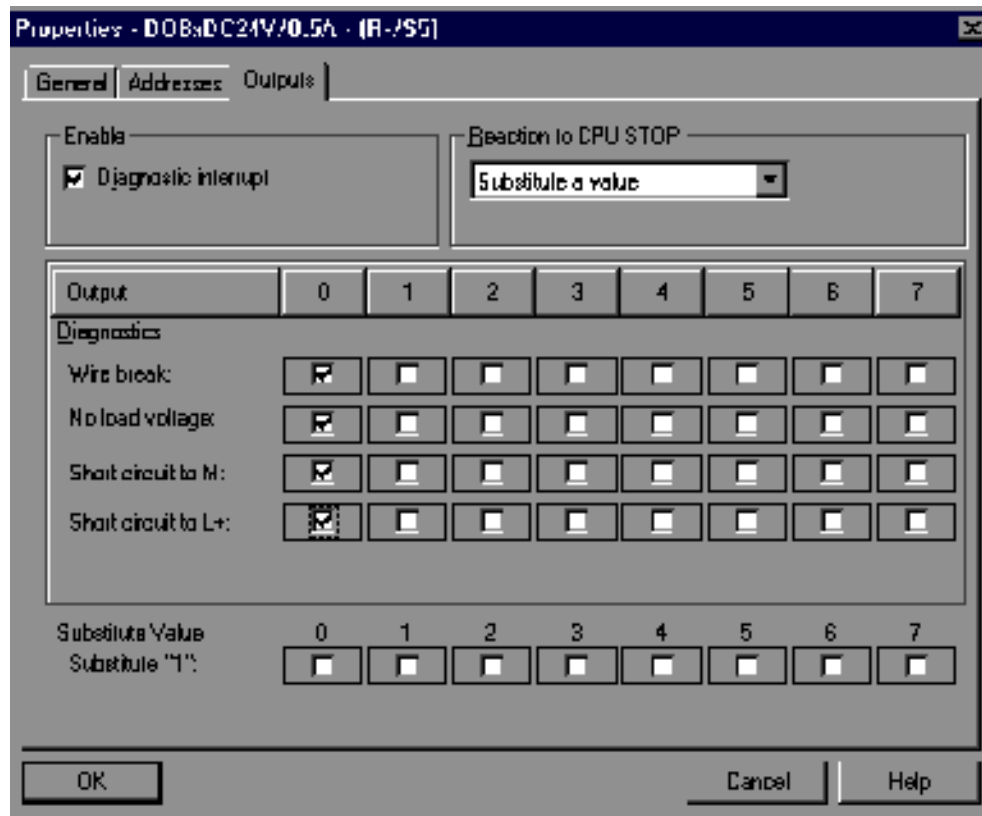 Properties - DO8xDC24V/0.5A - (R-/S5)
General Addresses Outputs
Enable
Diagnostic interrupt
Reaction to CPU STOP
Substitute a value
Output 0 1 2 3 4 5 6 7
Diagnostics
Wire break:
No load voltage:
Short circuit to M:
Short circuit to L+:
Substitute Value 0 1 2 3 4 5 6 7
Substitute "1":
OK Cancel Help